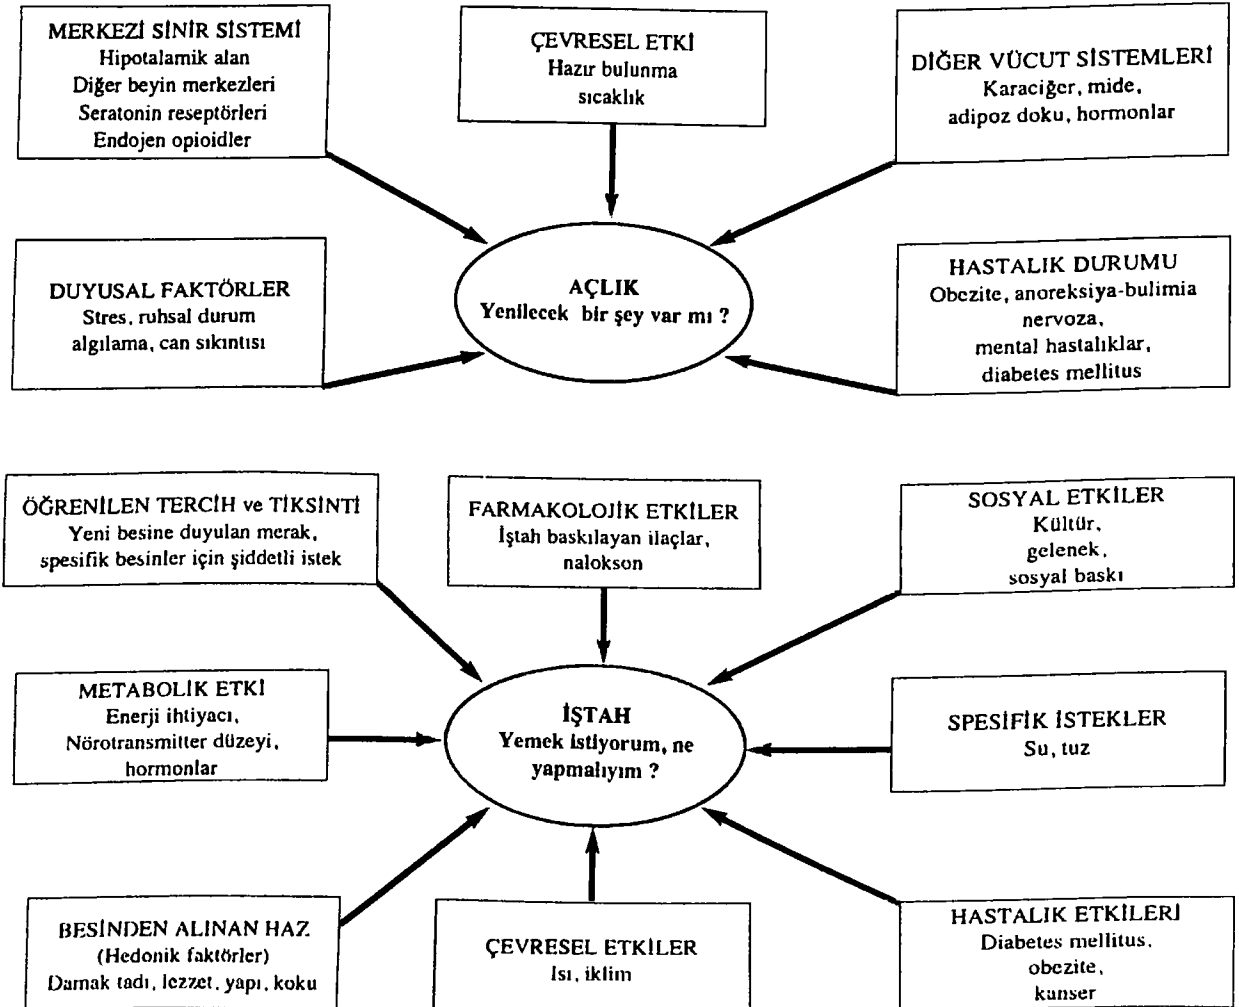 MERKEZİ SİNİR SİSTEMİ
Hipotalamik alan
Diğer beyin merkezleri
Seratonin reseptörleri
Endojen opioidler
ÇEVRESEL ETKİ
Hazır bulunma
sıcaklık
DİĞER VÜCUT SİSTEMLERİ
Karaciğer, mide,
adipoz doku, hormonlar
DUYUSAL FAKTÖRLER
Stres, ruhsal durum
algılama, can sıkıntısı
AÇLIK
Yenilecek bir şey var mı ?
HASTALIK DURUMU
Obezite, anoreksiya-bulimia
nervoza,
mental hastalıklar,
diabetes mellitus
ÖĞRENİLEN TERCİH ve TİKSİNTİ
Yeni besine duyulan merak,
spesifik besinler için şiddetli istek
FARMAKOLOJİK ETKİLER
İştah baskılayan ilaçlar,
nalokson
SOSYAL ETKİLER
Kültür,
gelenek,
sosyal baskı
METABOLİK ETKİ
Enerji ihtiyacı,
Nörotransmitter düzeyi,
hormonlar
İŞTAH
Yemek istiyorum, ne
yapmalıyım ?
SPESİFİK İSTEKLER
Su, tuz
BESİNDEN ALINAN HAZ
(Hedonik faktörler)
Damak tadı, lezzet, yapı, koku
ÇEVRESEL ETKİLER
Isı, iklim
HASTALIK ETKİLERİ
Diabetes mellitus,
obezite,
kanser